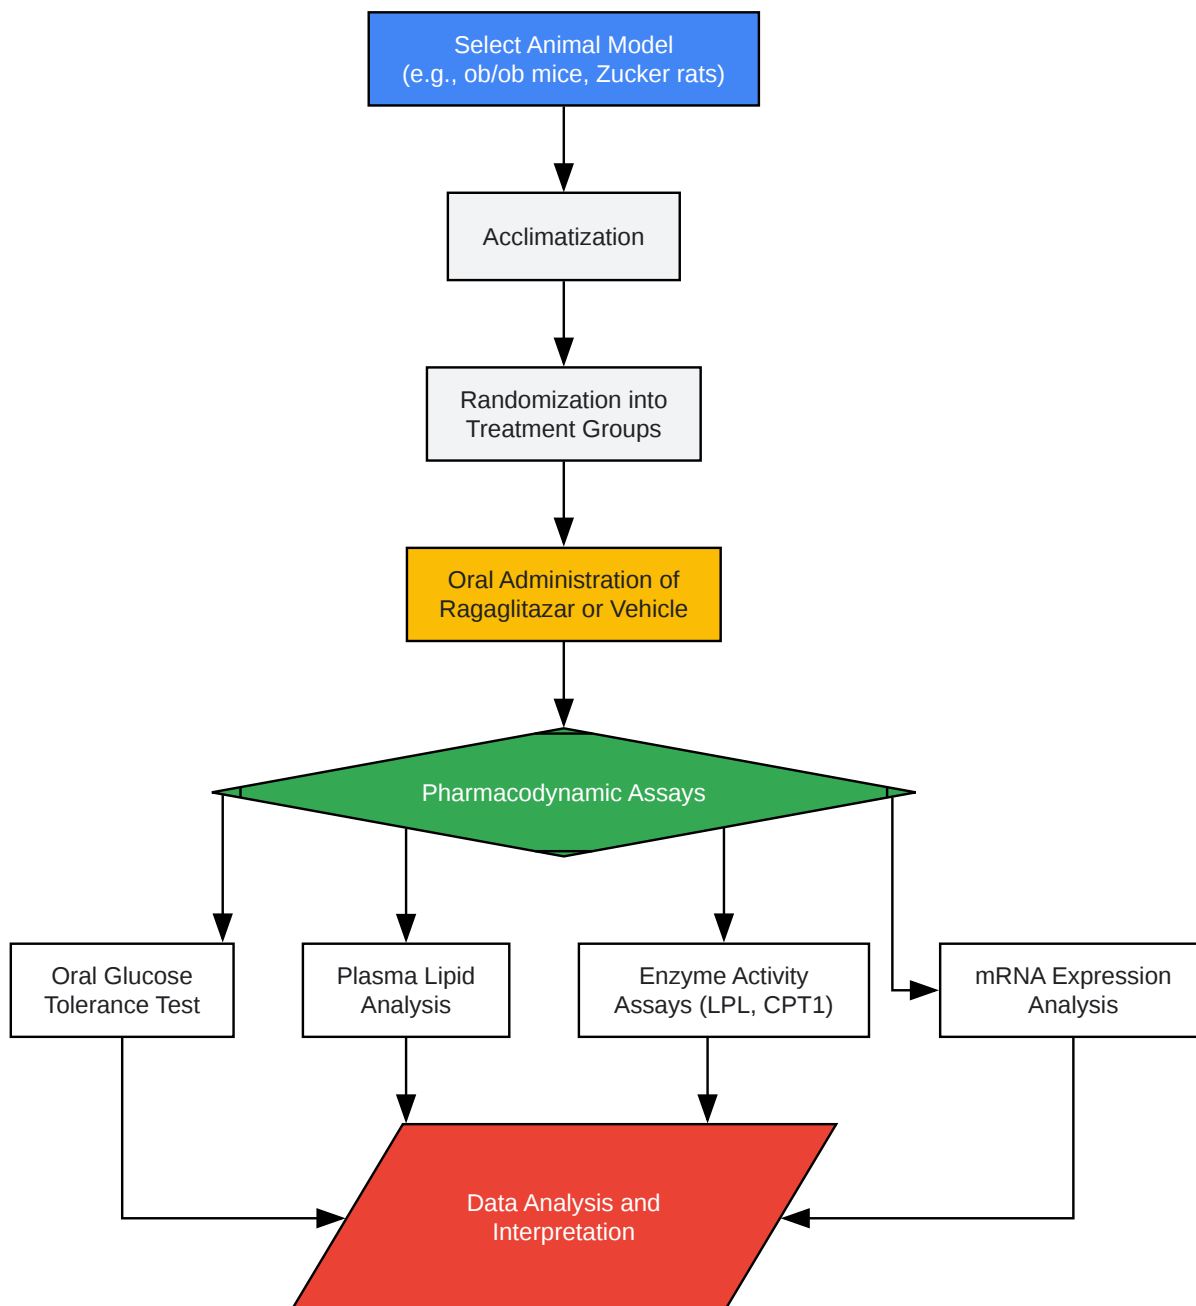 Select Animal Model
(e.g., ob/ob mice, Zucker rats)
Acclimatization
Randomization into
Treatment Groups
Oral Administration of
Ragaglitazar or Vehicle
Pharmacodynamic Assays
Oral Glucose
Tolerance Test
Plasma Lipid
Analysis
Enzyme Activity
Assays (LPL, CPT1)
mRNA Expression
Analysis
Data Analysis and
Interpretation